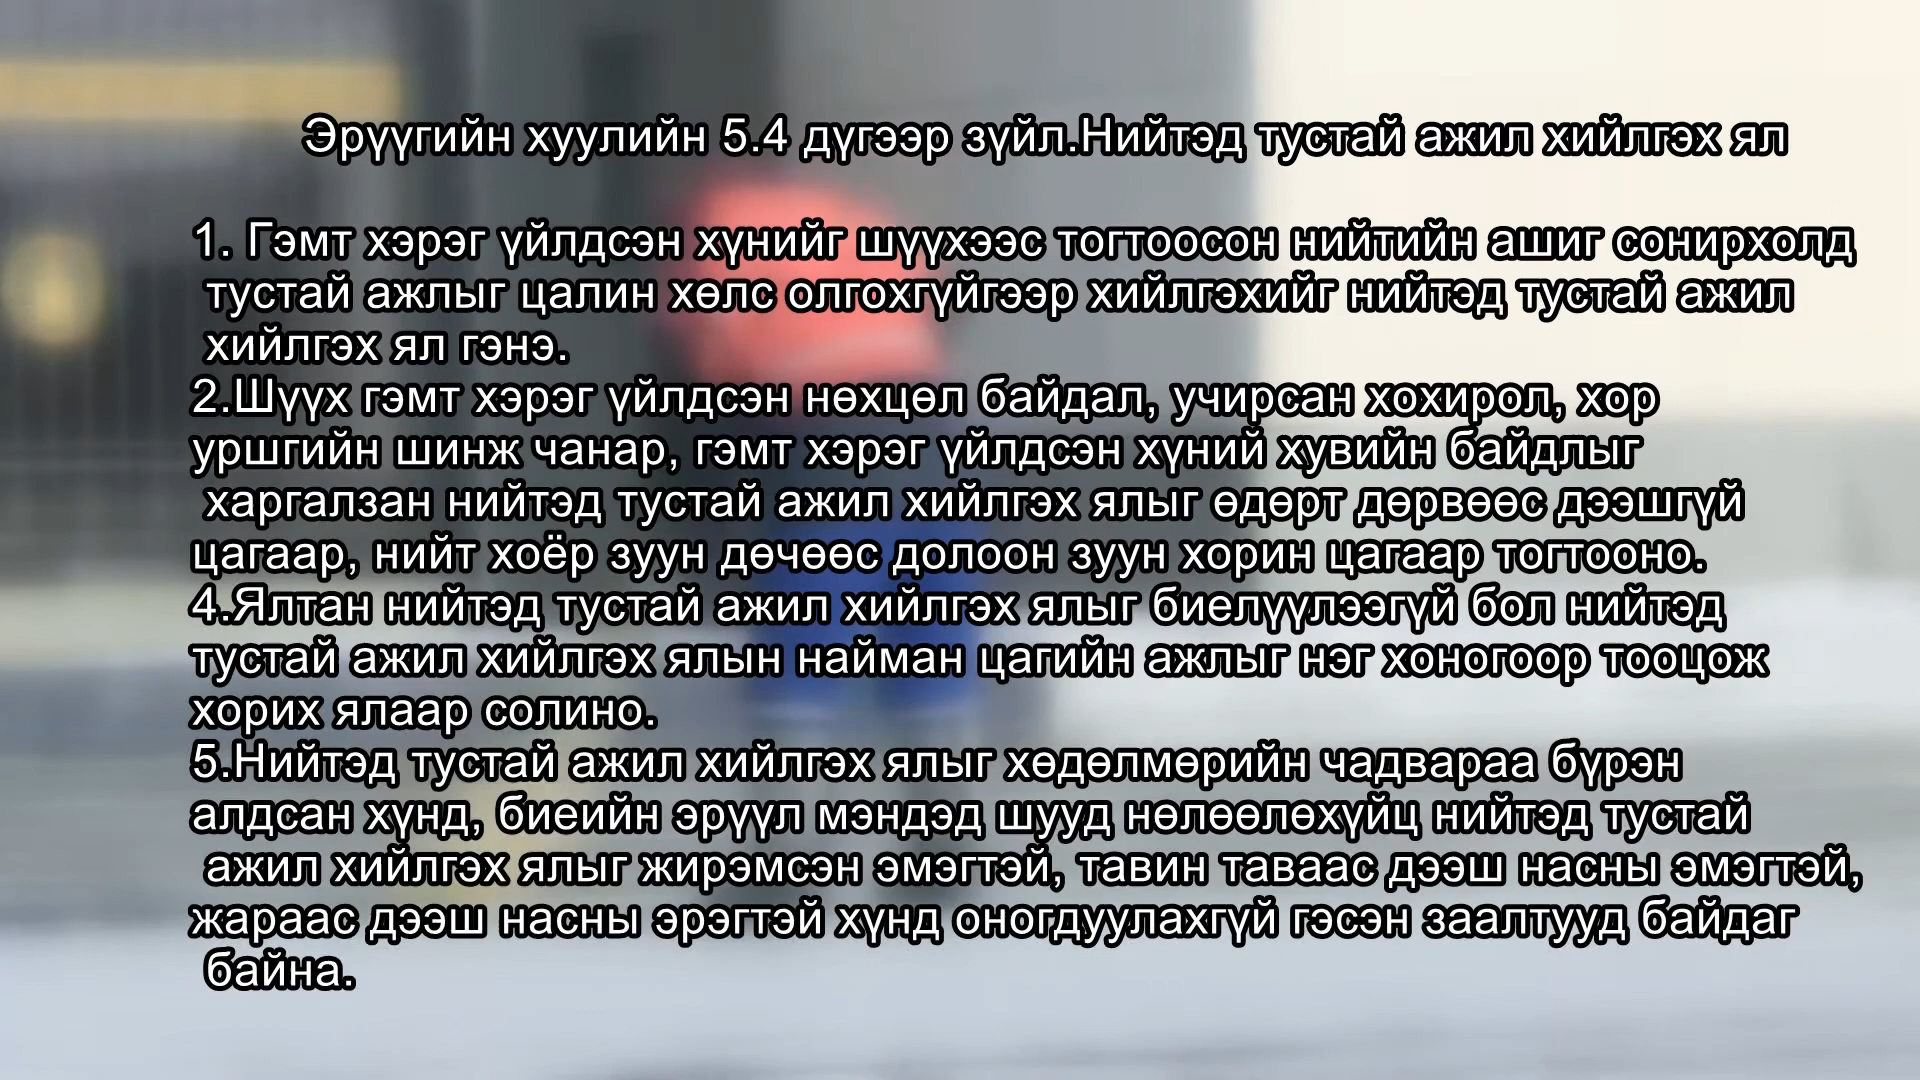 Эрүүгийн хуулийн 5.4 дүгээр зүйл.Нийтэд тустай ажил хийлгэх ял
1. Гэмт хэрэг үйлдсэн хүнийг шүүхээс тогтоосон нийтийн ашиг сонирхолд
тустай ажлыг цалин хөлс олгохгүйгээр хийлгэхийг нийтэд тустай ажил
хийлгэх ял гэнэ.
2.Шүүх гэмт хэрэг үйлдсэн нөхцөл байдал, учирсан хохирол, хор
уршгийн шинж чанар, гэмт хэрэг үйлдсэн хүний хувийн байдлыг
харгалзан нийтэд тустай ажил хийлгэх ялыг өдөрт дөрвөөс дээшгүй
цагаар, нийт хоёр зуун дөчөөс долоон зуун хорин цагаар тогтооно.
4.Ялтан нийтэд тустай ажил хийлгэх ялыг биелүүлээгүй бол нийтэд
тустай ажил хийлгэх ялын найман цагийн ажлыг нэг хоногоор тооцож
хорих ялаар солино.
5.Нийтэд тустай ажил хийлгэх ялыг хөдөлмөрийн чадвараа бүрэн
алдсан хүнд, биеийн эрүүл мэндэд шууд нөлөөлөхүйц нийтэд тустай
ажил хийлгэх ялыг жирэмсэн эмэгтэй, тавин таваас дээш насны эмэгтэй,
жараас дээш насны эрэгтэй хүнд оногдуулахгүй гэсэн заалтууд байдаг
байна.